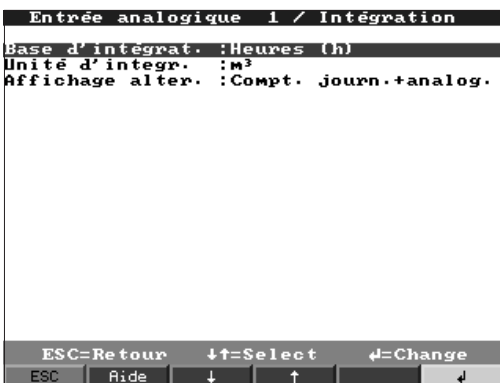 Entrée analogique 1 / Intégration
Base d'intégrat. :Heures (h)
Unité d'integr. :m³
Affichage alter. :Compt. journ.+analog.
ESC=Retour ↓↑=Select ↲=Change
ESC Aide ↓ ↑ ↲